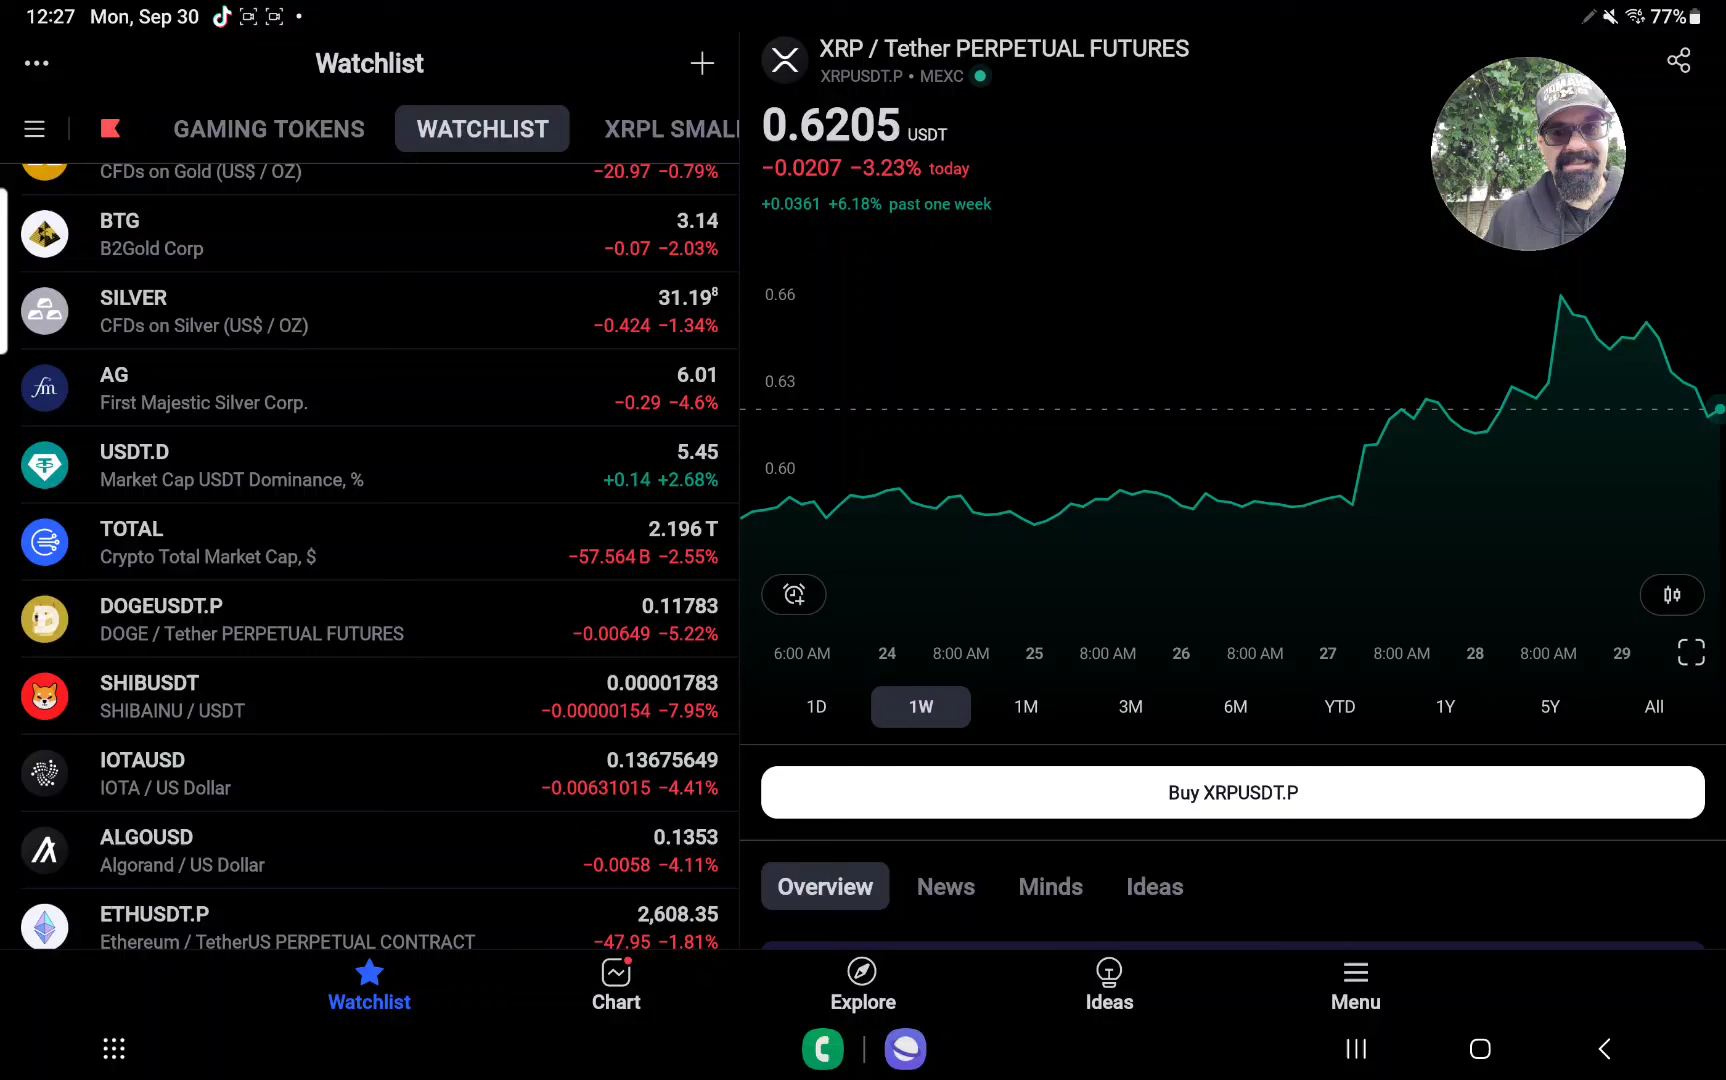 12:27 Mon, Sep 30
77%
Watchlist
GAMING TOKENS
WATCHLIST
XRPL SMALL
CFDs on Gold (US$ / OZ)
−20.97 −0.79%
BTG
3.14
B2Gold Corp
−0.07 −2.03%
SILVER
31.19⁸
CFDs on Silver (US$ / OZ)
−0.424 −1.34%
fm
AG
6.01
First Majestic Silver Corp.
−0.29 −4.6%
USDT.D
5.45
Market Cap USDT Dominance, %
+0.14 +2.68%
TOTAL
2.196 T
Crypto Total Market Cap, $
−57.564 B −2.55%
DOGEUSDT.P
0.11783
DOGE / Tether PERPETUAL FUTURES
−0.00649 −5.22%
SHIBUSDT
0.00001783
SHIBAINU / USDT
−0.00000154 −7.95%
IOTAUSD
0.13675649
IOTA / US Dollar
−0.00631015 −4.41%
ALGOUSD
0.1353
Algorand / US Dollar
−0.0058 −4.11%
ETHUSDT.P
2,608.35
Ethereum / TetherUS PERPETUAL CONTRACT
−47.95 −1.81%
XRP / Tether PERPETUAL FUTURES
XRPUSDT.P • MEXC
0.6205 USDT
−0.0207 −3.23% today
+0.0361 +6.18% past one week
0.66
0.63
0.60
6:00 AM 24 8:00 AM 25 8:00 AM 26 8:00 AM 27 8:00 AM 28 8:00 AM 29
1D 1W 1M 3M 6M YTD 1Y 5Y All
Buy XRPUSDT.P
Overview News Minds Ideas
Watchlist Chart Explore Ideas Menu